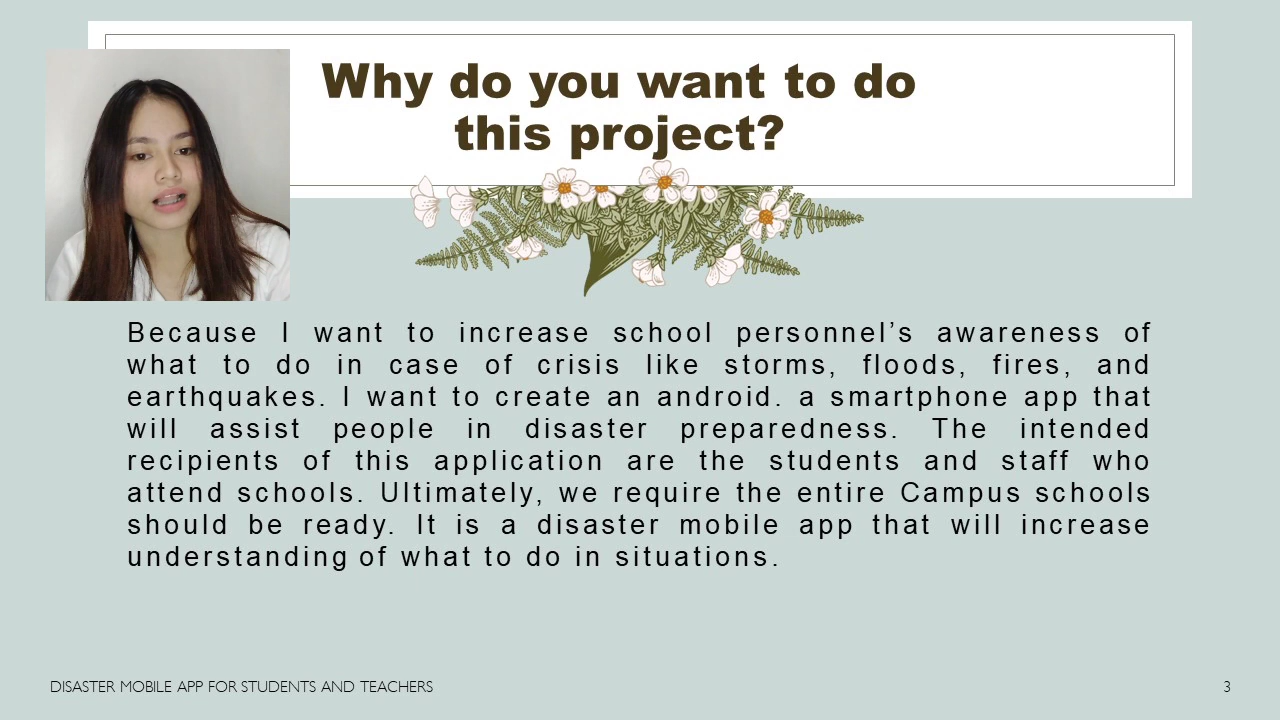 Why do you want to do
this project?
Because I want to increase school personnel’s awareness of
what to do in case of crisis like storms, floods, fires, and
earthquakes. I want to create an android. a smartphone app that
will assist people in disaster preparedness. The intended
recipients of this application are the students and staff who
attend schools. Ultimately, we require the entire Campus schools
should be ready. It is a disaster mobile app that will increase
understanding of what to do in situations.
DISASTER MOBILE APP FOR STUDENTS AND TEACHERS
3